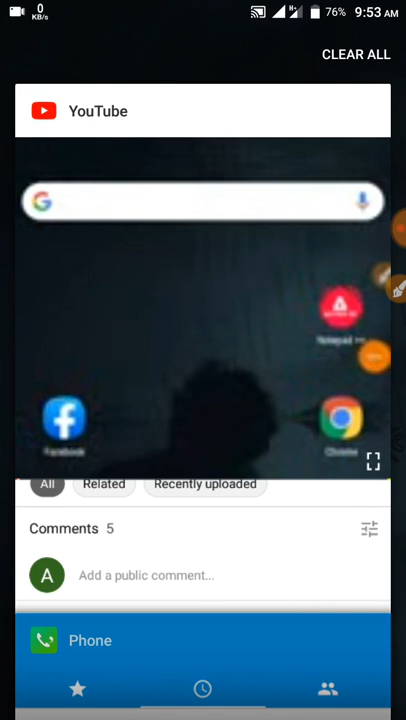 0
KB/s
76% 9:53 AM
CLEAR ALL
YouTube
Facebook
Chrome
All Related Recently uploaded
Comments 5
A Add a public comment...
Phone